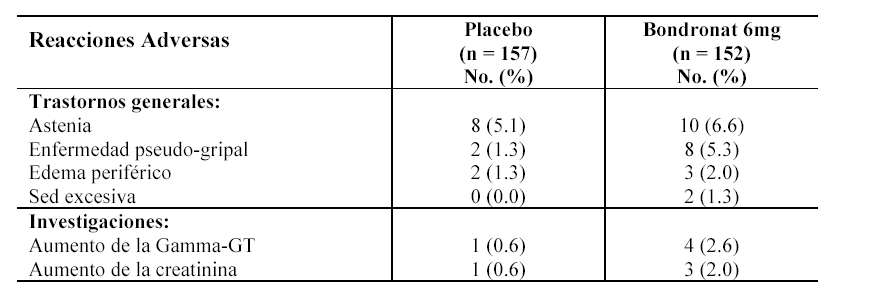 Reacciones Adversas Placebo (n = 157) No. (%) Bondronat 6mg (n = 152) No. (%)
Trastornos generales:
Astenia 8 (5.1) 10 (6.6)
Enfermedad pseudo-gripal 2 (1.3) 8 (5.3)
Edema periférico 2 (1.3) 3 (2.0)
Sed excesiva 0 (0.0) 2 (1.3)
Investigaciones:
Aumento de la Gamma-GT 1 (0.6) 4 (2.6)
Aumento de la creatinina 1 (0.6) 3 (2.0)